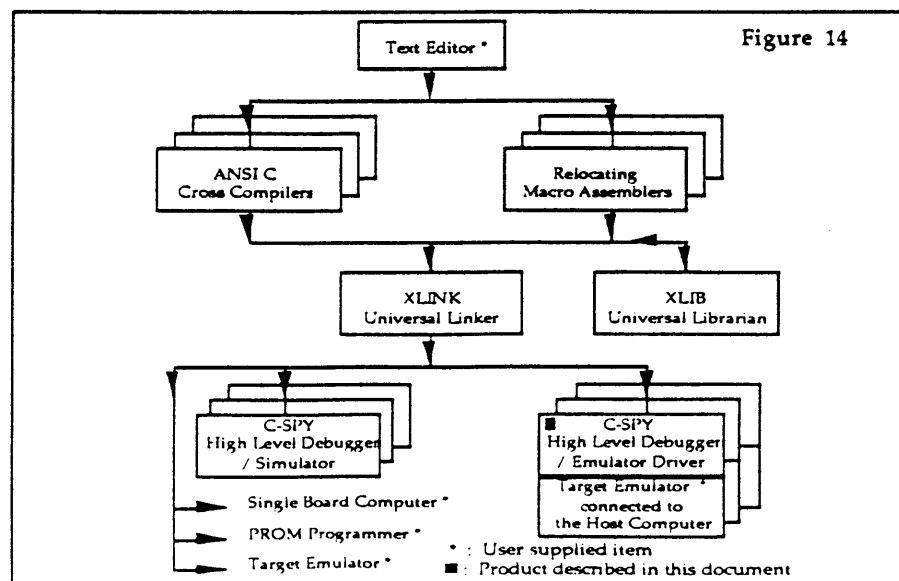 Figure 14
Text Editor *
ANSI C
Cross Compilers
Relocating
Macro Assemblers
XLINK
Universal Linker
XLIB
Universal Librarian
C-SPY
High Level Debugger
/ Simulator
■ C-SPY
High Level Debugger
/ Emulator Driver
Target Emulator *
connected to
the Host Computer
Single Board Computer *
PROM Programmer *
Target Emulator *
* : User supplied item
■ : Product described in this document